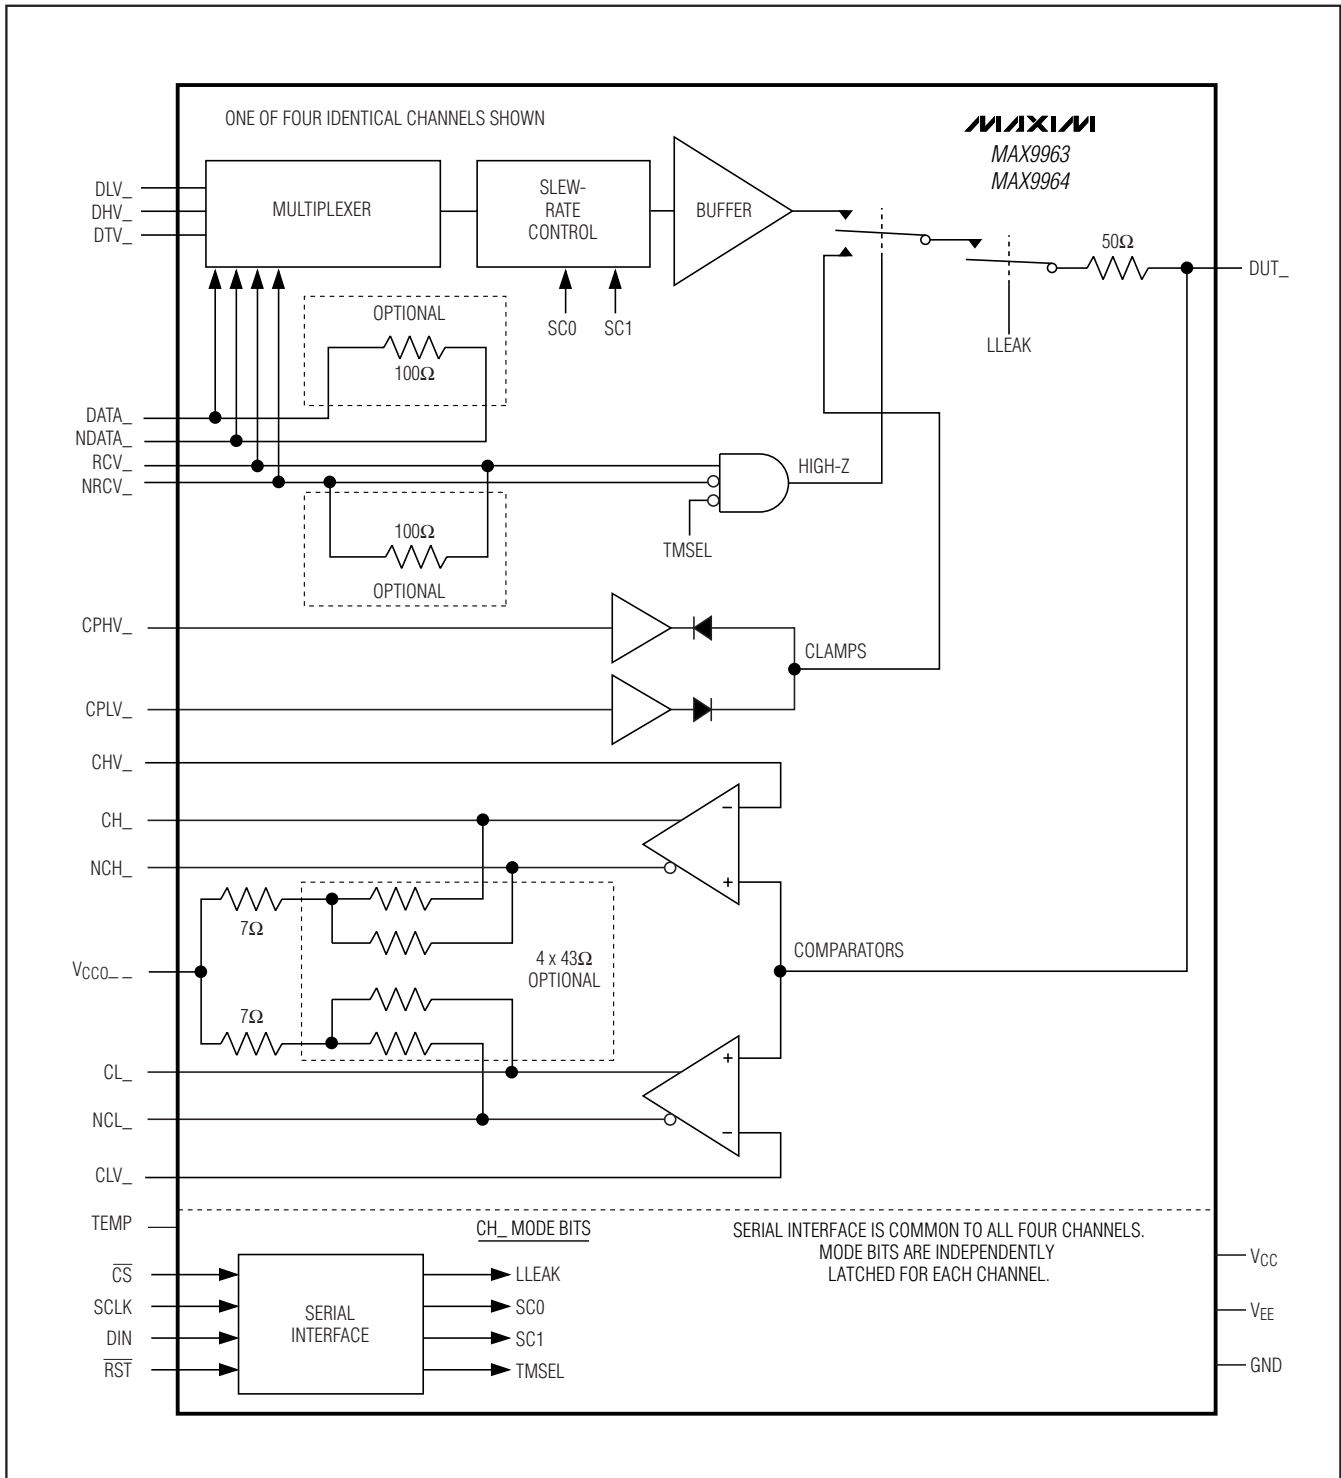 ONE OF FOUR IDENTICAL CHANNELS SHOWN
MAXIM
MAX9963
MAX9964
DLV_
DHV_
DTV_
MULTIPLEXER
SLEW-
RATE
CONTROL
BUFFER
50Ω
DUT_
SC0
SC1
LLEAK
OPTIONAL
100Ω
DATA_
NDATA_
RCV_
NRCV_
HIGH-Z
TMSEL
100Ω
OPTIONAL
CPHV_
CLAMPS
CPLV_
CHV_
CH_
NCH_
−
+
7Ω
4 x 43Ω
OPTIONAL
COMPARATORS
VCCO_ _
7Ω
CL_
NCL_
+
−
CLV_
TEMP
CH_ MODE BITS
SERIAL INTERFACE IS COMMON TO ALL FOUR CHANNELS.
MODE BITS ARE INDEPENDENTLY
LATCHED FOR EACH CHANNEL.
C̅S̅
SCLK
DIN
R̅S̅T̅
SERIAL
INTERFACE
LLEAK
SC0
SC1
TMSEL
VCC
VEE
GND